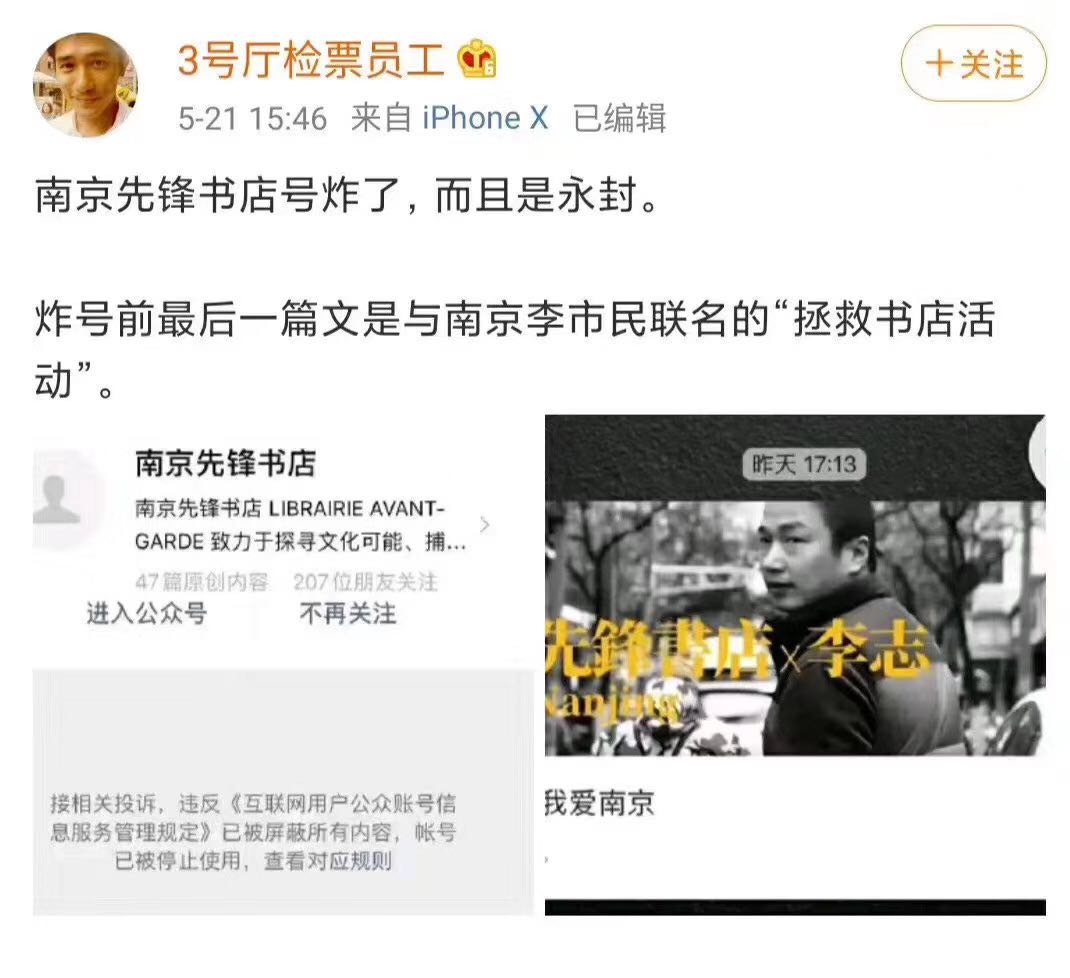 3号厅检票员工
6
+关注
5-21 15:46 来自 iPhone X 已编辑
南京先锋书店号炸了，而且是永封。
炸号前最后一篇文是与南京李市民联名的“拯救书店活
动”。
南京先锋书店
南京先锋书店 LIBRAIRIE AVANT-
GARDE 致力于探寻文化可能、捕...
47篇原创内容 207位朋友关注
进入公众号 不再关注
接相关投诉，违反《互联网用户公众账号信
息服务管理规定》已被屏蔽所有内容，帐号
已被停止使用，查看对应规则
昨天 17:13
先鋒書店×李志
Nanjing
我爱南京